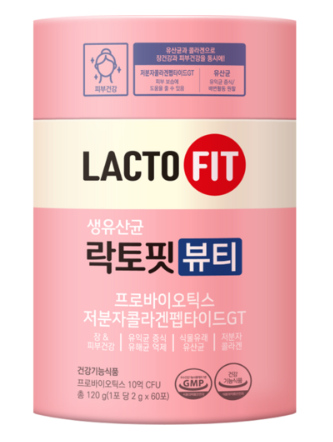 유산균과 콜라겐으로
장건강과 피부건강을 동시에!
저분자콜라겐펩타이드GT
유산균
피부 보습에
도움을 줄 수 있음
유익균 증식/
배변활동 원활
피부건강
LACTO FIT
생유산균
락토핏 뷰티
프로바이오틱스
저분자콜라겐펩타이드GT
장 &
피부건강
유익균 증식
유해균 억제
식물유래
유산균
저분자
콜라겐
건강기능식품
프로바이오틱스 10억 CFU
총 120 g(1포 당 2 g x 60포)
GMP
건강
기능식품